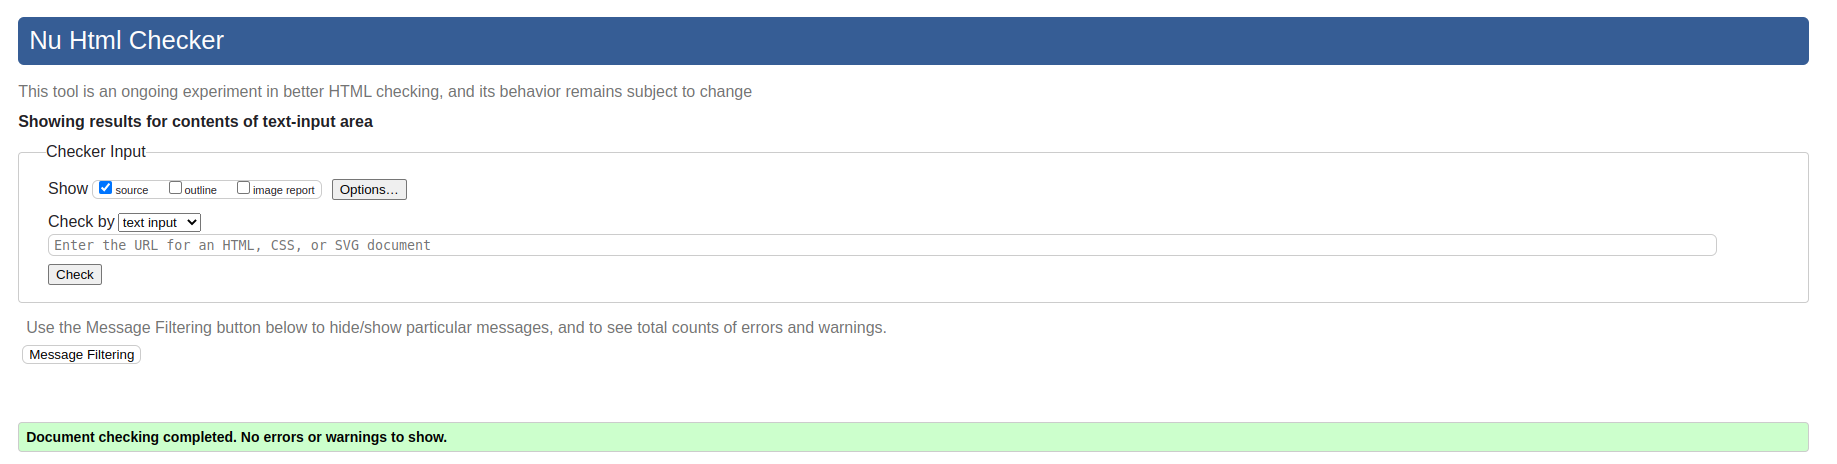 Nu Html Checker
This tool is an ongoing experiment in better HTML checking, and its behavior remains subject to change
Showing results for contents of text-input area
Checker Input
Show source outline image report Options...
Check by text input
Enter the URL for an HTML, CSS, or SVG document
Check
Use the Message Filtering button below to hide/show particular messages, and to see total counts of errors and warnings.
Message Filtering
Document checking completed. No errors or warnings to show.